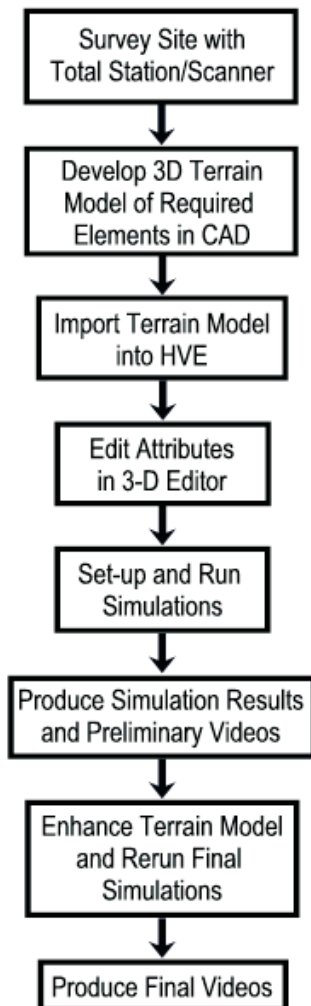 Survey Site with
Total Station/Scanner
Develop 3D Terrain
Model of Required
Elements in CAD
Import Terrain Model
into HVE
Edit Attributes
in 3-D Editor
Set-up and Run
Simulations
Produce Simulation Results
and Preliminary Videos
Enhance Terrain Model
and Rerun Final
Simulations
Produce Final Videos